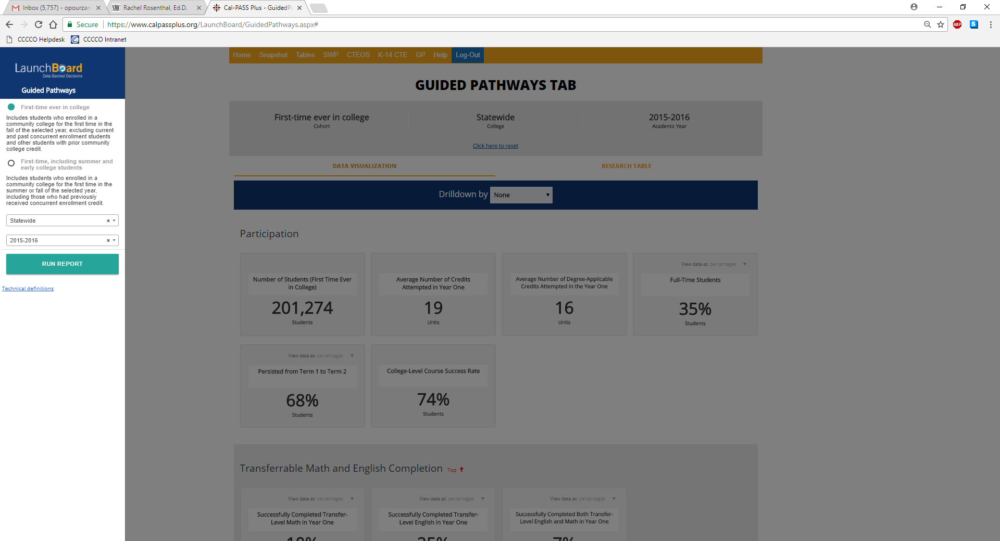 Inbox (5,757) - opourzan
Rachel Rosenthal, Ed.D.
Cal-PASS Plus - GuidedPa
Secure
https://www.calpassplus.org/LaunchBoard/GuidedPathways.aspx#
ABP
S
CCCCO Helpdesk
CCCCO Intranet
LaunchBoard
Data-Backed Decisions
Guided Pathways
First-time ever in college
Includes students who enrolled in a
community college for the first time in the
fall of the selected year, excluding current
and past concurrent enrollment students
and other students with prior community
college credit.
First-time, including summer and
early college students
Includes students who enrolled in a
community college for the first time in the
summer or fall of the selected year,
including those who had previously
received concurrent enrollment credit.
Statewide
2015-2016
RUN REPORT
Technical definitions
Home Snapshot Tables SWP CTEOS K-14 CTE GP Help Log-Out
GUIDED PATHWAYS TAB
First-time ever in college
Cohort
Statewide
College
2015-2016
Academic Year
Click here to reset
DATA VISUALIZATION
RESEARCH TABLE
Drilldown by None
Participation
Number of Students (First Time Ever
in College)
201,274
Students
Average Number of Credits
Attempted in Year One
19
Units
Average Number of Degree-Applicable
Credits Attempted in the Year One
16
Units
View data as percentages
Full-Time Students
35%
Students
View data as percentages
Persisted from Term 1 to Term 2
68%
Students
College-Level Course Success Rate
74%
Students
Transferrable Math and English Completion Top
View data as percentages
Successfully Completed Transfer-
Level Math in Year One
View data as percentages
Successfully Completed Transfer-
Level English in Year One
View data as percentages
Successfully Completed Both Transfer-
Level English and Math in Year One
7%